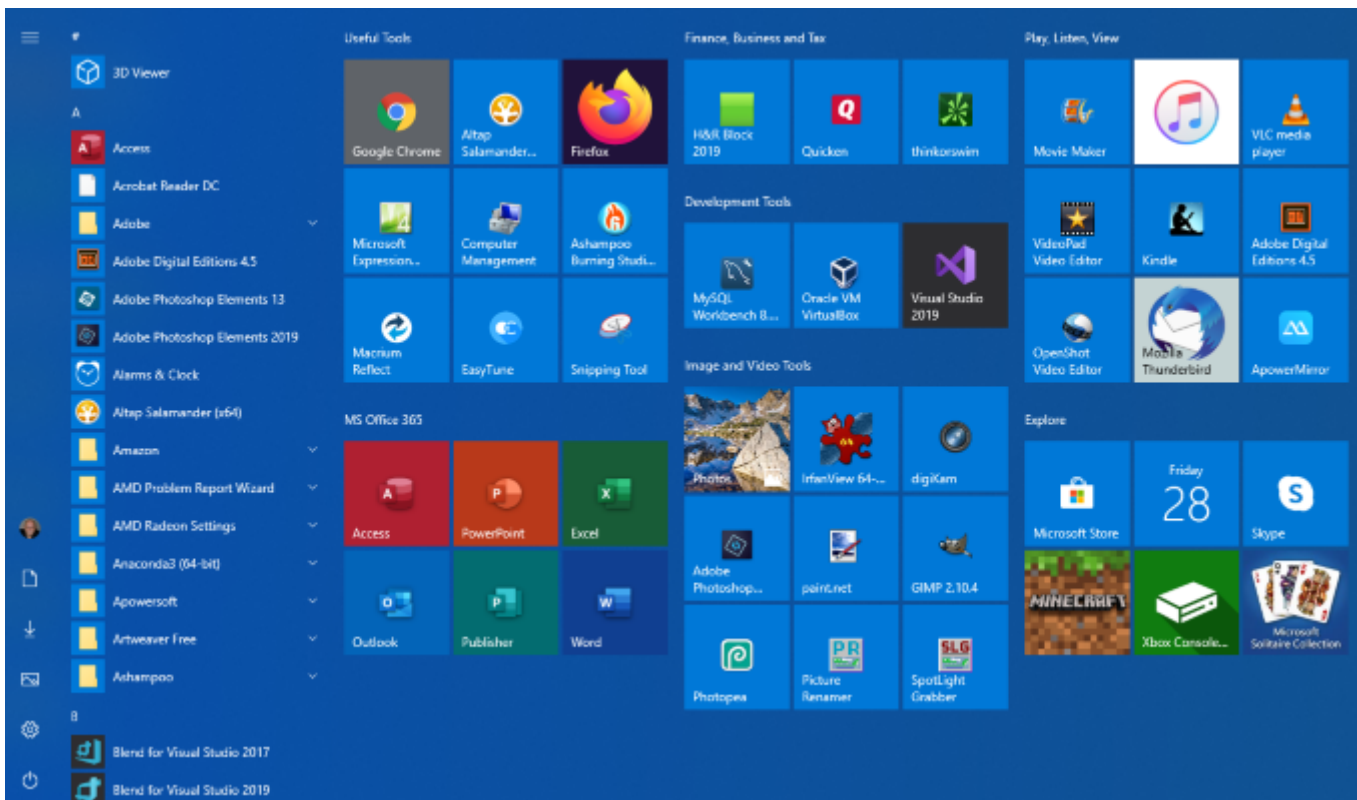 #
3D Viewer
A
Access
Acrobat Reader DC
Adobe
Adobe Digital Editions 4.5
Adobe Photoshop Elements 13
Adobe Photoshop Elements 2019
Alarms & Clock
Altap Salamander (x64)
Amazon
AMD Problem Report Wizard
AMD Radeon Settings
Anaconda3 (64-bit)
Apowersoft
Artweaver Free
Ashampoo
B
Blend for Visual Studio 2017
Blend for Visual Studio 2019
Useful Tools
Google Chrome
Altap
Salamander...
Firefox
Microsoft
Expression...
Computer
Management
Ashampoo
Burning Studi...
Macrium
Reflect
EasyTune
Snipping Tool
MS Office 365
Access
PowerPoint
Excel
Outlook
Publisher
Word
Finance, Business and Tax
H&R Block
2019
Quicken
thinkorswim
Development Tools
MySQL
Workbench 8....
Oracle VM
VirtualBox
Visual Studio
2019
Image and Video Tools
Photos
IrfanView 64-...
digiKam
Adobe
Photoshop...
paint.net
GIMP 2.10.4
Photopea
PR
Picture
Renamer
SLG
SpotLight
Grabber
Play, Listen, View
Movie Maker
VLC media
player
VideoPad
Video Editor
Kindle
Adobe Digital
Editions 4.5
OpenShot
Video Editor
Mozilla
Thunderbird
ApowerMirror
Explore
Microsoft Store
Friday
28
Skype
MINECRAFT
Xbox Console...
Microsoft
Solitaire Collection